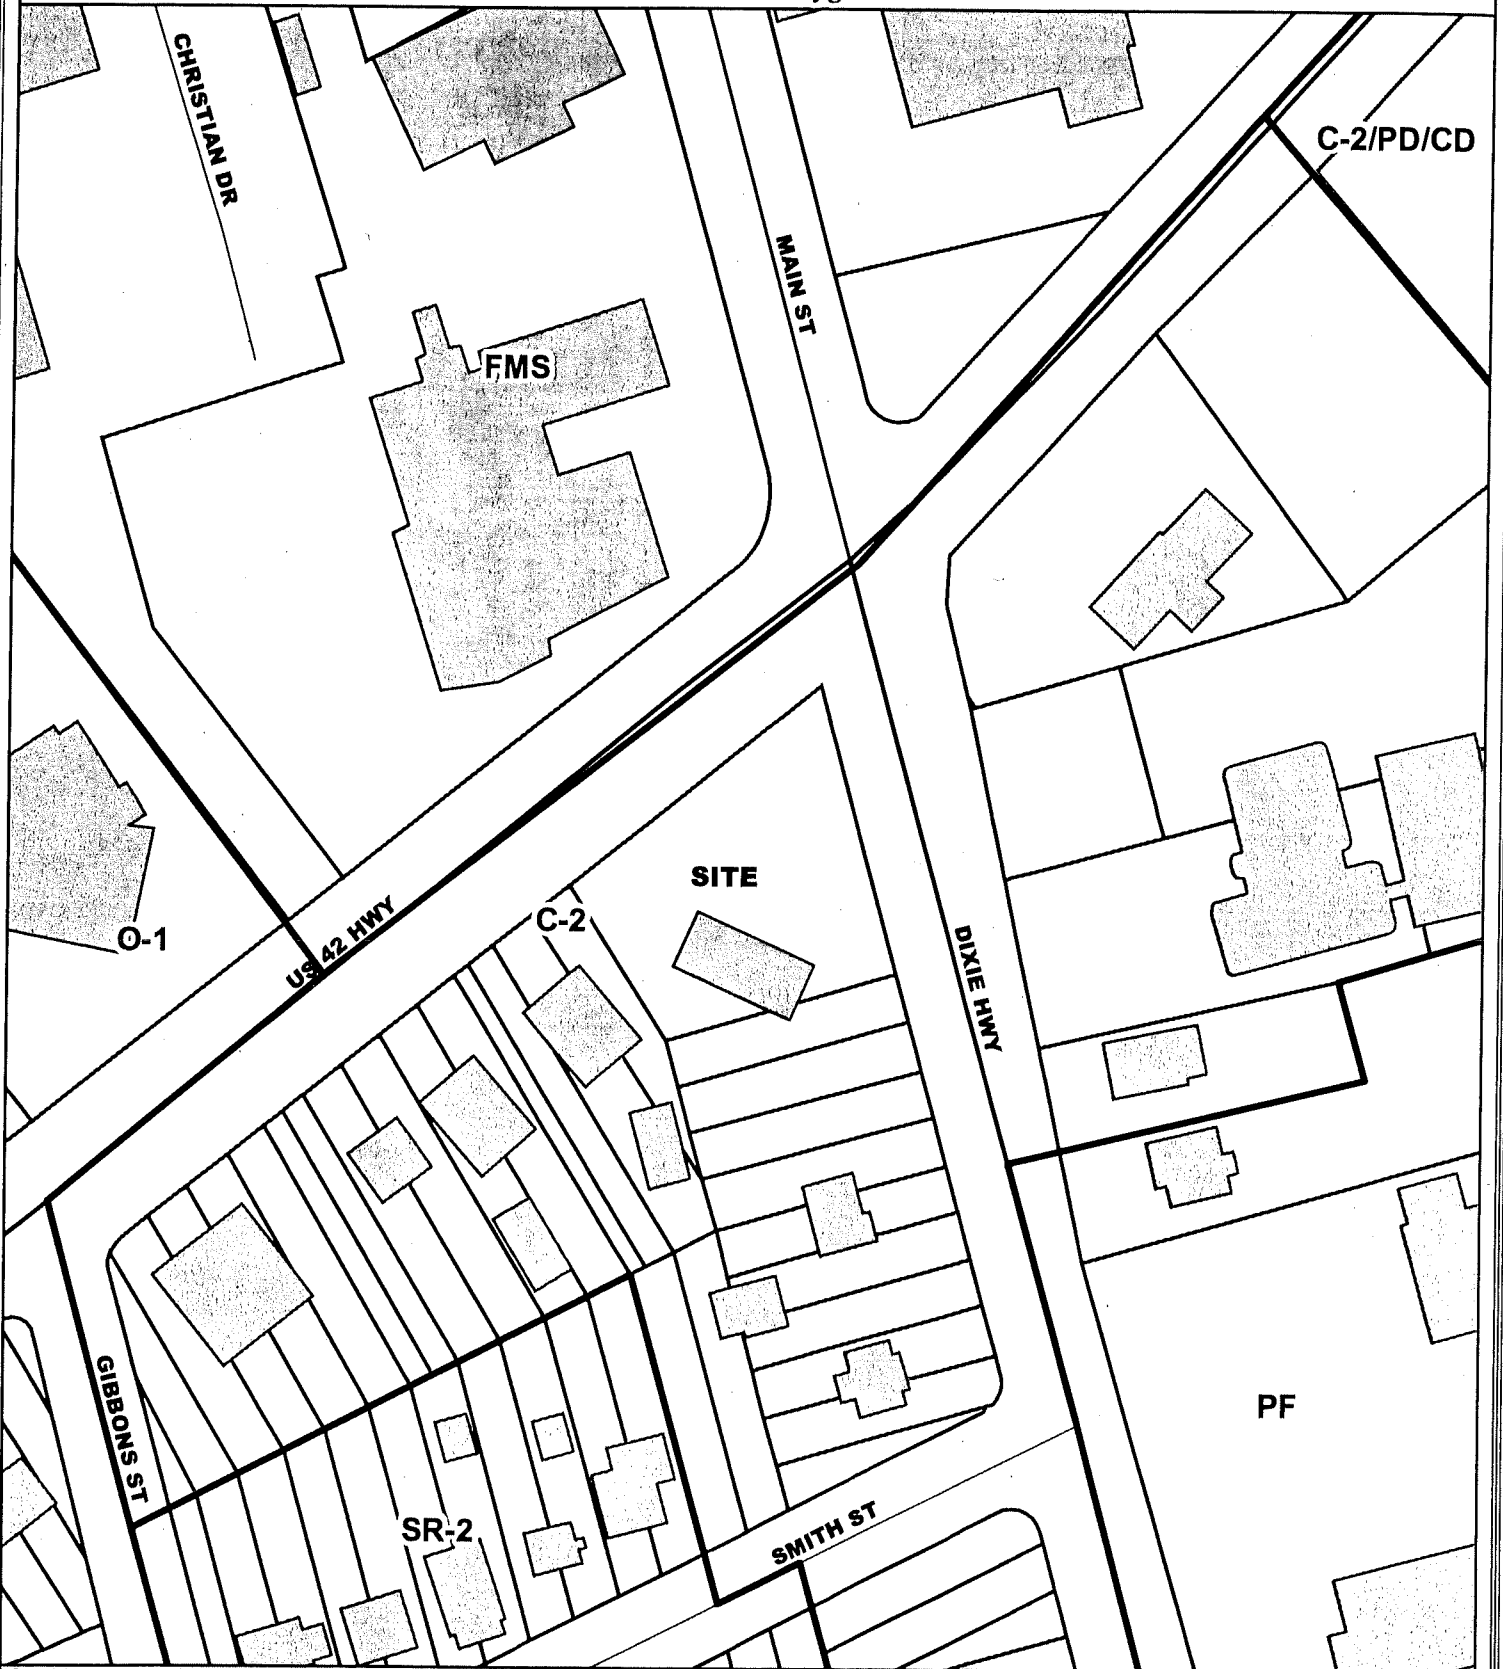 CHRISTIAN DR
C-2/PD/CD
MAIN ST
FMS
SITE
C-2
O-1
US 42 HWY
DIXIE HWY
GIBBONS ST
PF
SR-2
SMITH ST